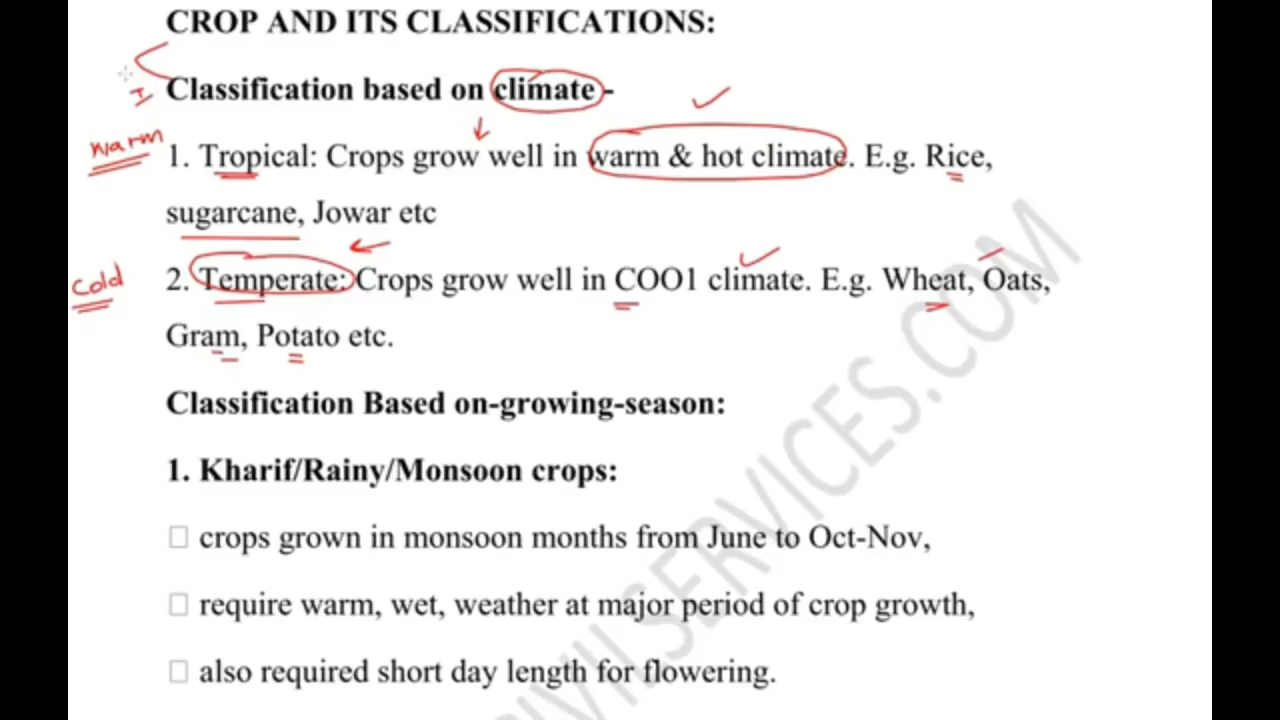 CROP AND ITS CLASSIFICATIONS:
I Classification based on climate-
Warm 1. Tropical: Crops grow well in warm & hot climate. E.g. Rice,
sugarcane, Jowar etc
Cold 2. Temperate: Crops grow well in COO1 climate. E.g. Wheat, Oats,
Gram, Potato etc.
Classification Based on-growing-season:
1. Kharif/Rainy/Monsoon crops:
□ crops grown in monsoon months from June to Oct-Nov,
□ require warm, wet, weather at major period of crop growth,
□ also required short day length for flowering.
CIVILSERVICES.COM